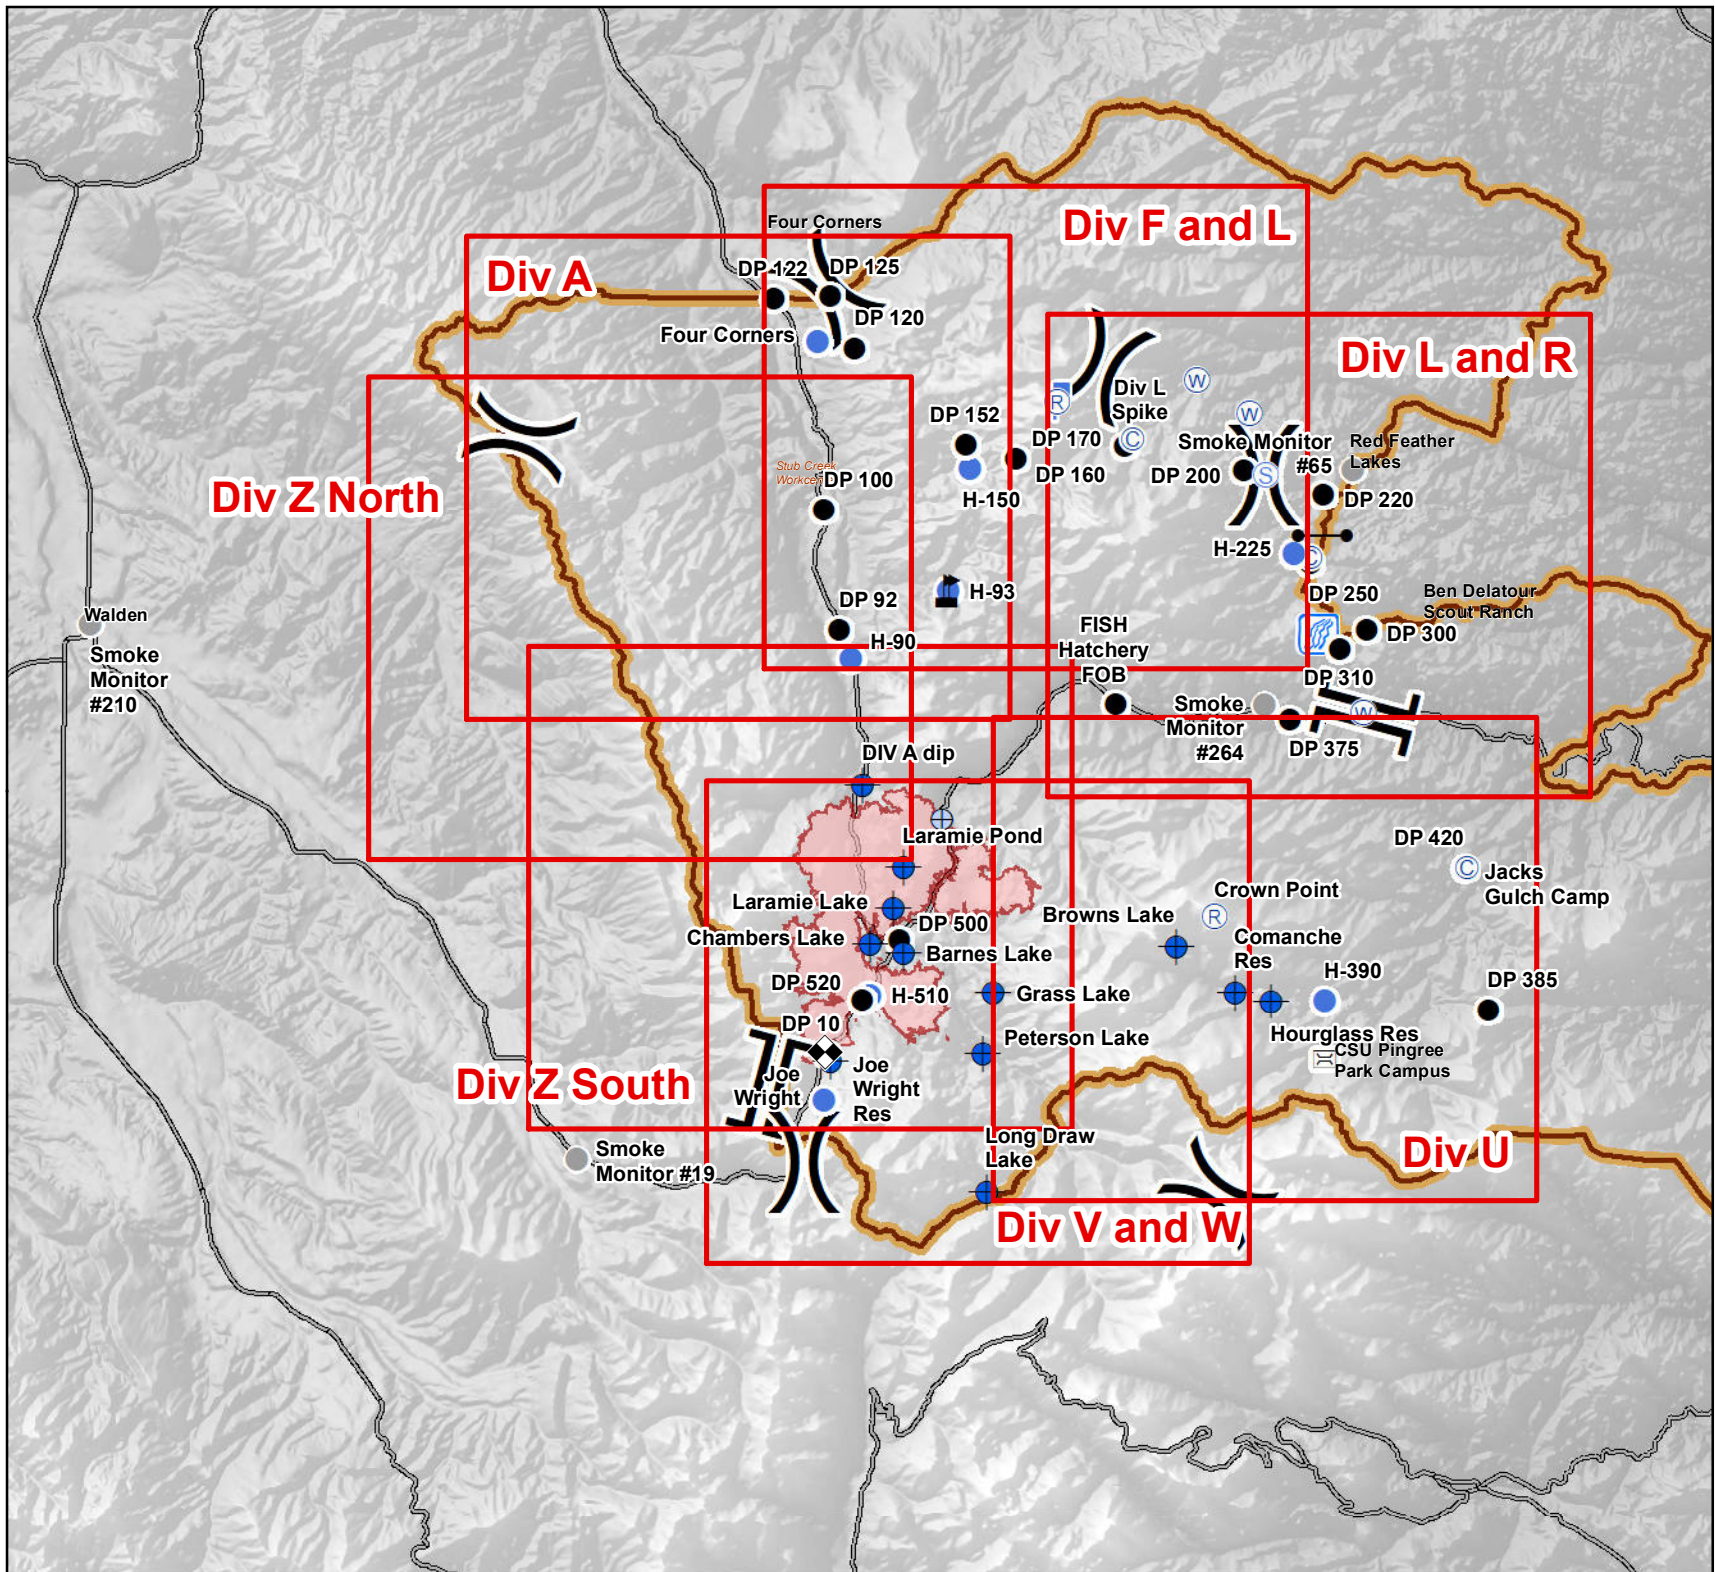 Four Corners
Div F and L
Div A
DP 122
DP 125
DP 120
Four Corners
Div L and R
Div L
Spike
DP 152
DP 170
Smoke Monitor
#65
Red Feather
Lakes
Stub Creek
DP 100
DP 160
DP 200
H-150
DP 220
Div Z North
H-225
H-93
DP 92
DP 250
Ben Delatour
Scout Ranch
Walden
FISH
Hatchery
FOB
DP 300
H-90
Smoke
Monitor
#210
DP 310
Smoke
Monitor
#264
DP 375
DIV A dip
Laramie Pond
DP 420
Jacks
Gulch Camp
Laramie Lake
Crown Point
Browns Lake
DP 500
Chambers Lake
Barnes Lake
Comanche
Res
H-390
DP 520
H-510
Grass Lake
DP 385
DP 10
Peterson Lake
Hourglass Res
CSU Pingree
Park Campus
Joe
Wright
Joe
Wright
Res
Div Z South
Long Draw
Lake
Smoke
Monitor #19
Div U
Div V and W
R
W
W
C
S
C
W
C
R